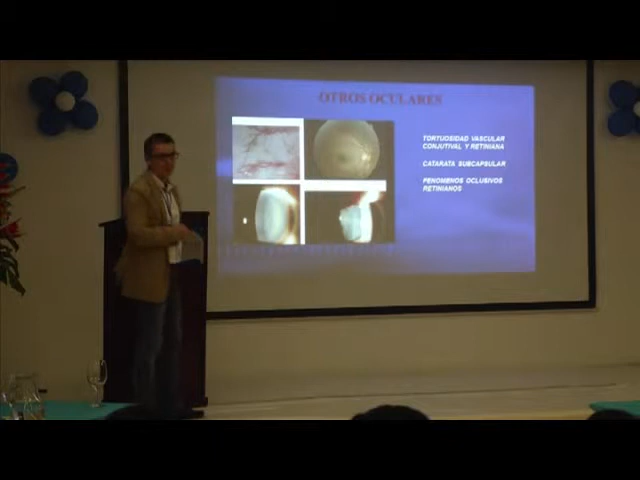 OTROS OCULARES
TORTUOSIDAD VASCULAR
CONJUTIVAL Y RETINIANA
CATARATA SUBCAPSULAR
FENOMENOS OCLUSIVOS
RETINIANOS